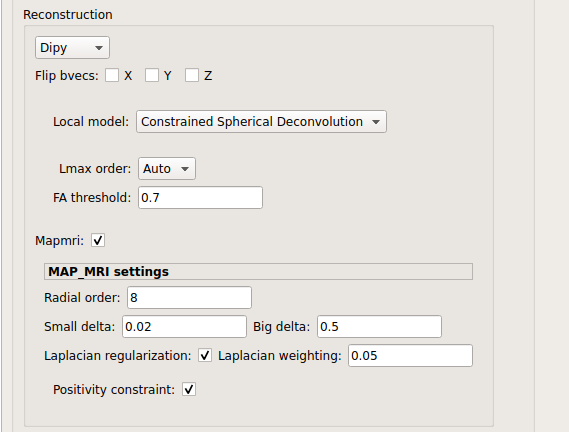 Reconstruction
Dipy
Flip bvecs: X Y Z
Local model: Constrained Spherical Deconvolution
Lmax order: Auto
FA threshold: 0.7
Mapmri:
MAP_MRI settings
Radial order: 8
Small delta: 0.02 Big delta: 0.5
Laplacian regularization: Laplacian weighting: 0.05
Positivity constraint: